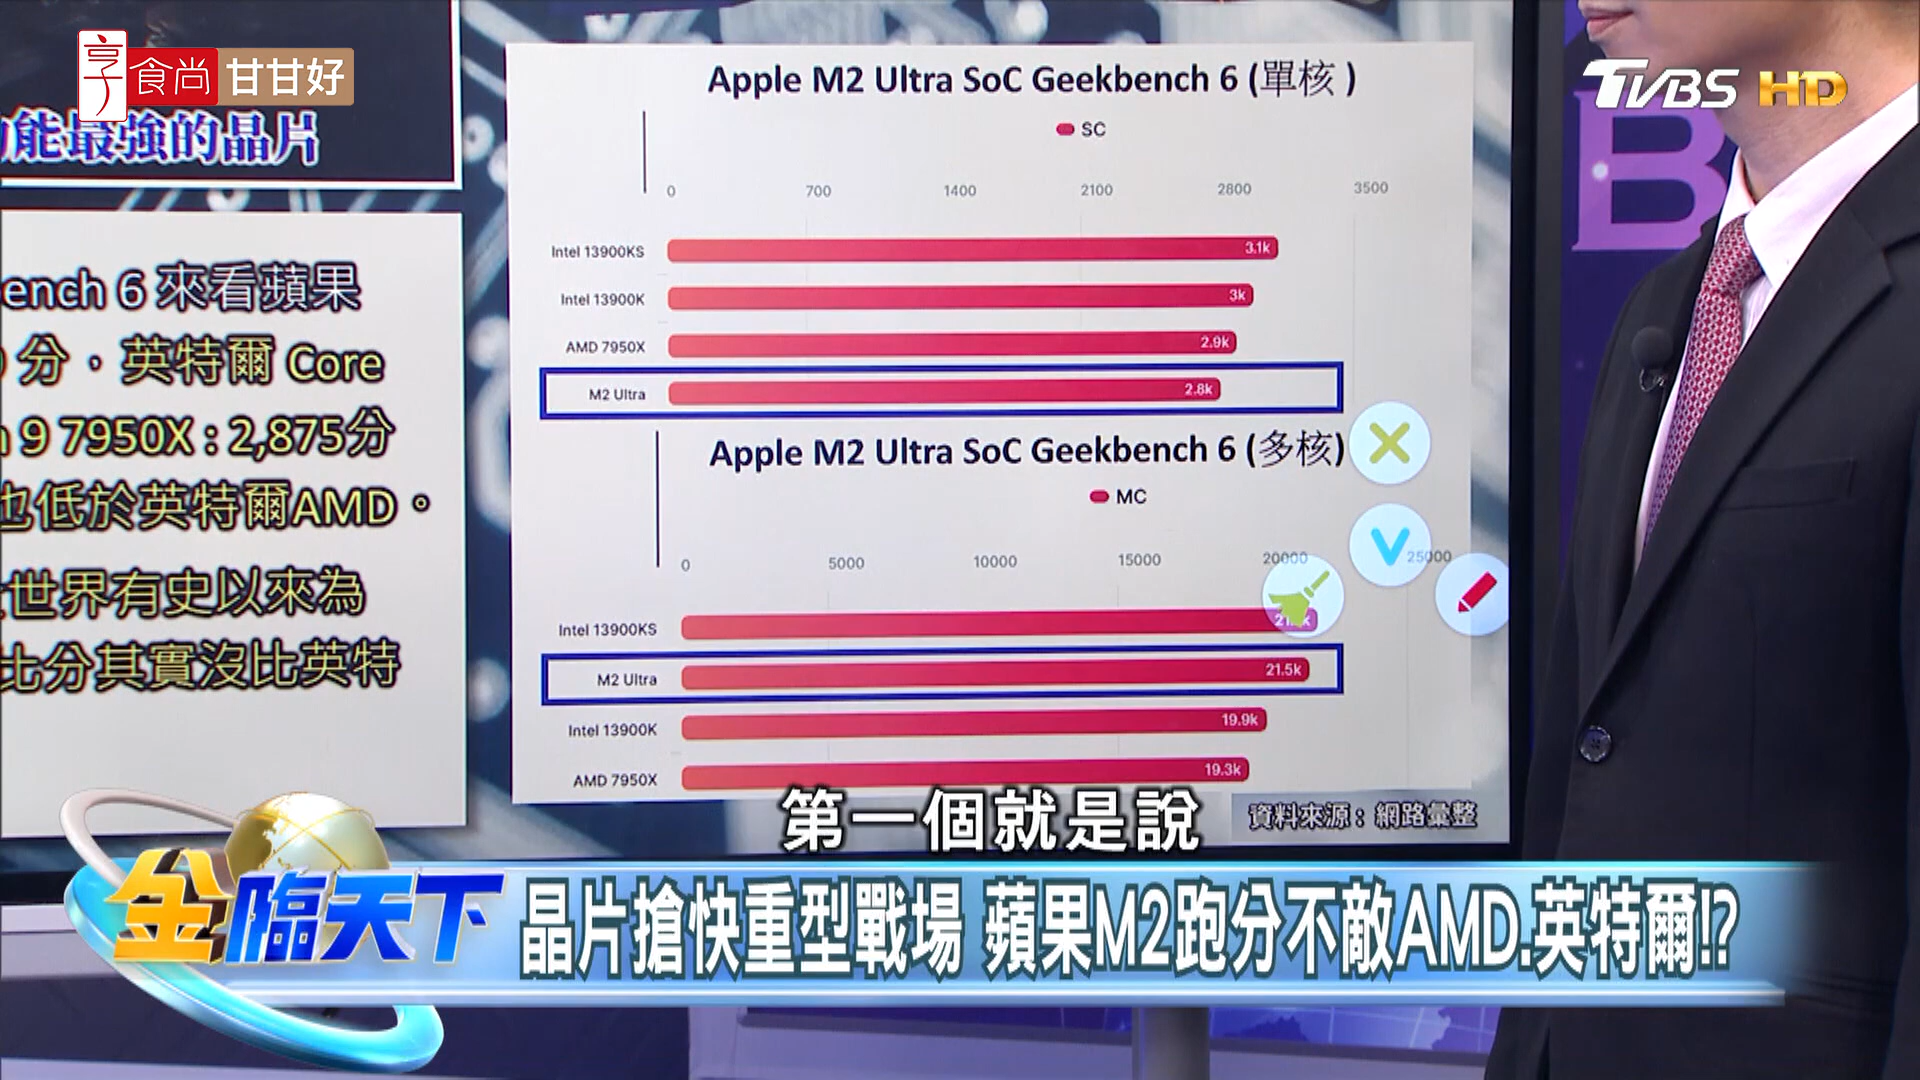 享食尚 甘甘好
TVBS HD
能最強的晶片
ench 6 來看蘋果
分，英特爾 Core
9 7950X : 2,875分
也低於英特爾AMD。
世界有史以來為
比分其實沒比英特
Apple M2 Ultra SoC Geekbench 6 (單核 )
SC
0 700 1400 2100 2800 3500
Intel 13900KS 3.1k
Intel 13900K 3k
AMD 7950X 2.9k
M2 Ultra 2.8k
Apple M2 Ultra SoC Geekbench 6 (多核)
MC
0 5000 10000 15000 20000 25000
Intel 13900KS
M2 Ultra 21.5k
Intel 13900K 19.9k
AMD 7950X 19.3k
資料來源：網路彙整
B
第一個就是說
金臨天下
晶片搶快重型戰場 蘋果M2跑分不敵AMD.英特爾!?